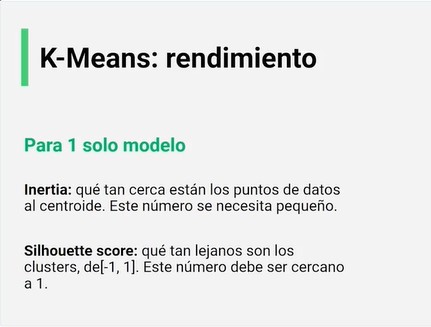 K-Means: rendimiento
Para 1 solo modelo
Inertia: qué tan cerca están los puntos de datos
al centroide. Este número se necesita pequeño.
Silhouette score: qué tan lejanos son los
clusters, de[-1, 1]. Este número debe ser cercano
a 1.